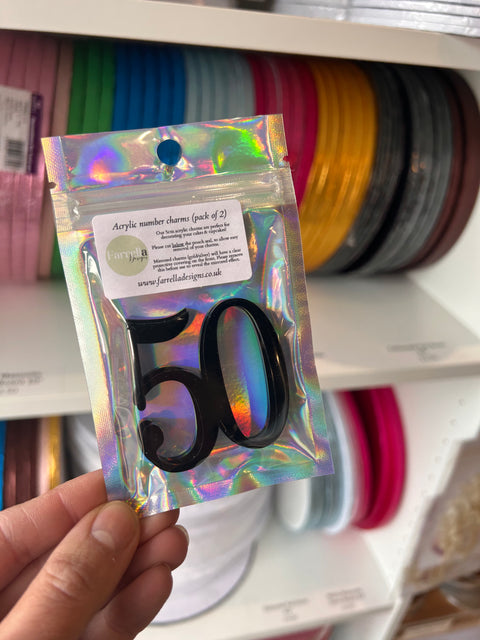 Acrylic number charms (pack of 2)
Our 5cm acrylic charms are perfect for
decorating your cakes & cupcakes!
Please cut below the pouch seal, to allow easy
removal of your charms.
Mirrored charms (gold/silver) will have a clear
protective covering on the front. Please remove
this before use to reveal the mirrored effect.
Farrella
www.farrelladesigns.co.uk
50